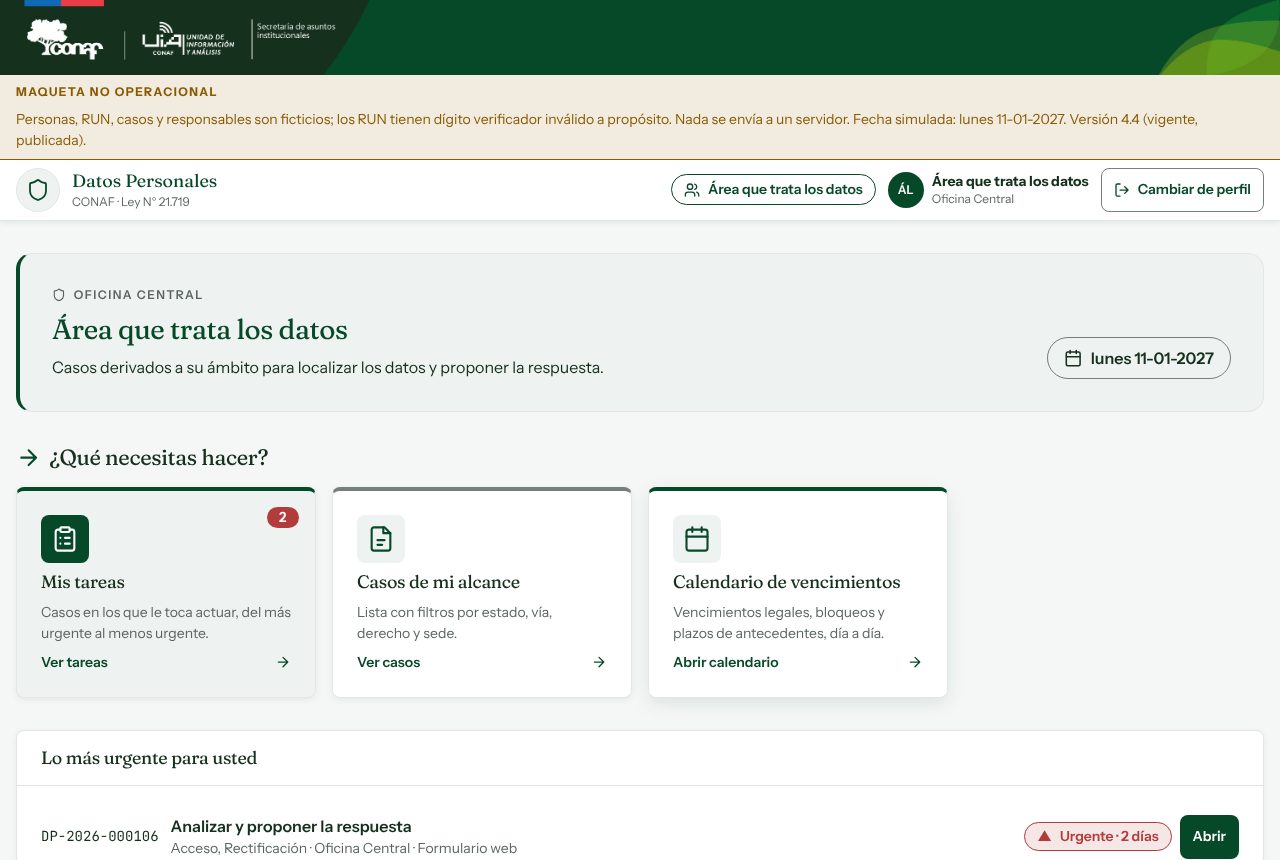 conaf
UIA
CONAF
UNIDAD DE
INFORMACIÓN
Y ANÁLISIS
Secretaría de asuntos
institucionales
MAQUETA NO OPERACIONAL
Personas, RUN, casos y responsables son ficticios; los RUN tienen dígito verificador inválido a propósito. Nada se envía a un servidor. Fecha simulada: lunes 11-01-2027. Versión 4.4 (vigente,
publicada).
Datos Personales
CONAF · Ley N° 21.719
Área que trata los datos
ÁL
Área que trata los datos
Oficina Central
Cambiar de perfil
OFICINA CENTRAL
Área que trata los datos
Casos derivados a su ámbito para localizar los datos y proponer la respuesta.
lunes 11-01-2027
¿Qué necesitas hacer?
2
Mis tareas
Casos en los que le toca actuar, del más
urgente al menos urgente.
Ver tareas
Casos de mi alcance
Lista con filtros por estado, vía,
derecho y sede.
Ver casos
Calendario de vencimientos
Vencimientos legales, bloqueos y
plazos de antecedentes, día a día.
Abrir calendario
Lo más urgente para usted
DP-2026-000106
Analizar y proponer la respuesta
Acceso, Rectificación · Oficina Central · Formulario web
Urgente · 2 días
Abrir